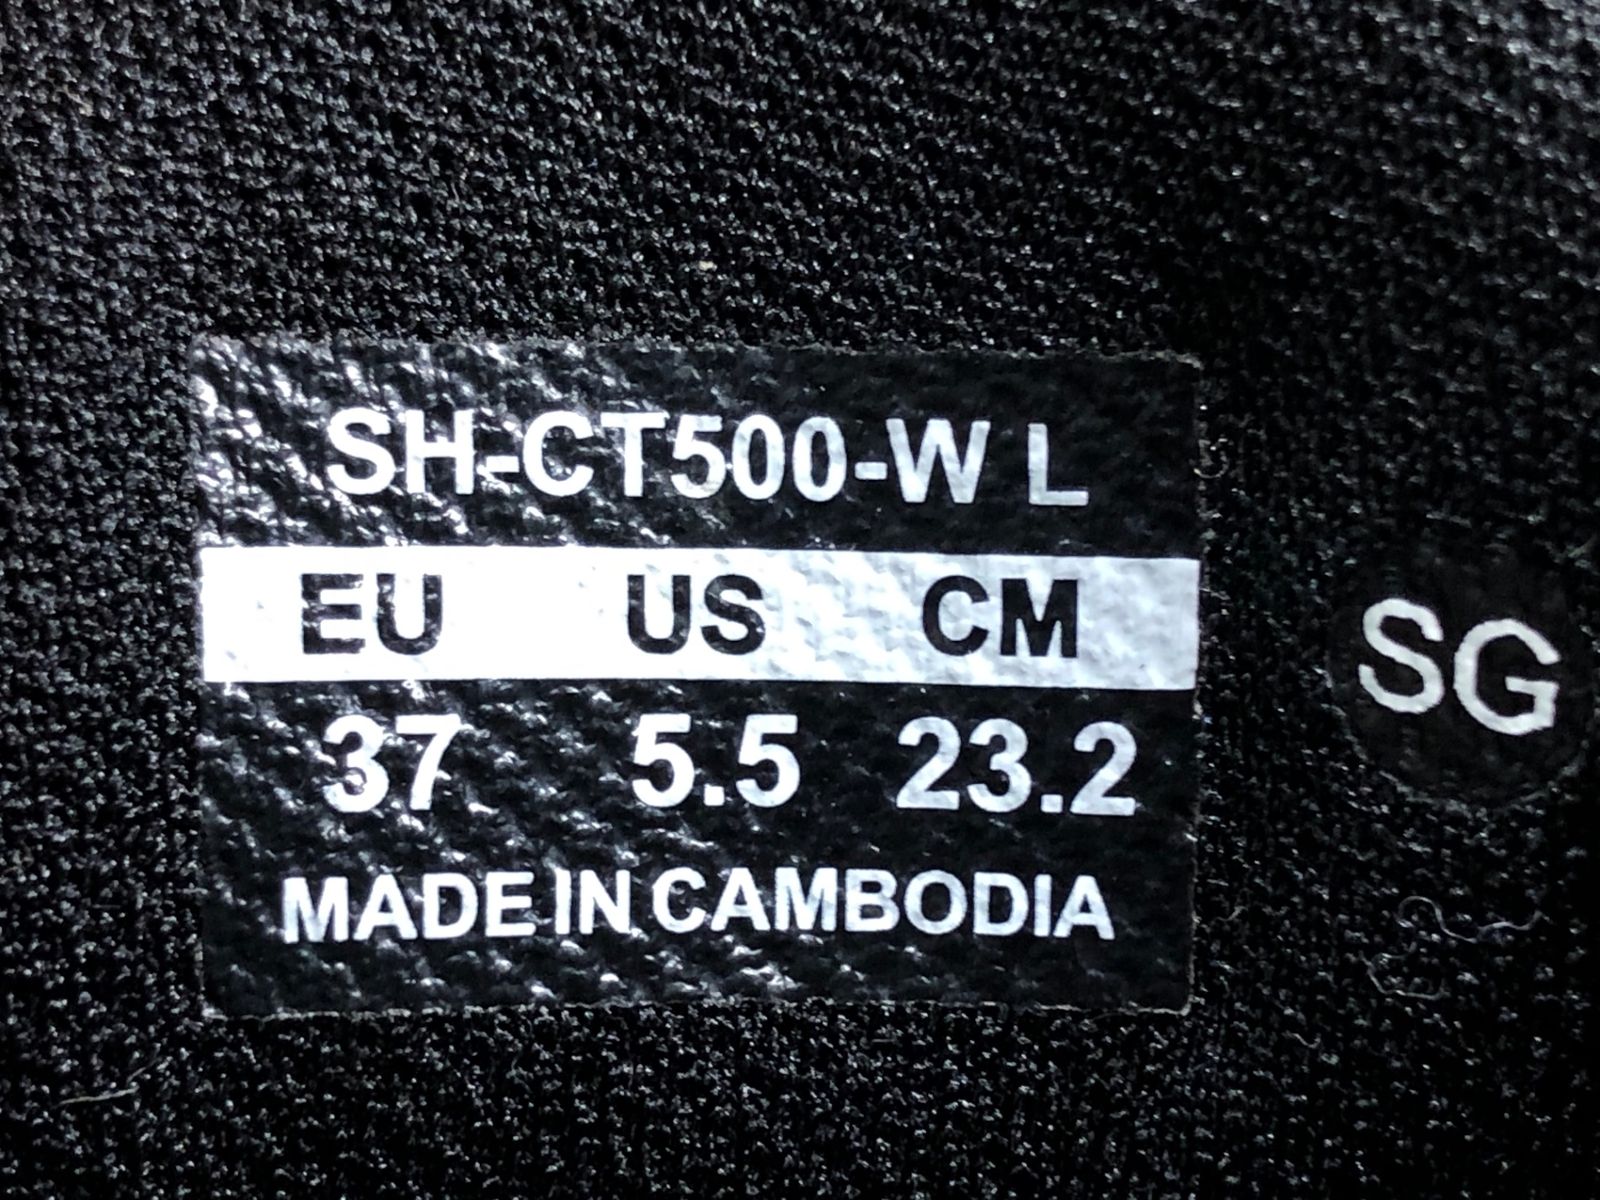 SH-CT500-W L
EU US CM
37 5.5 23.2
MADE IN CAMBODIA
SG